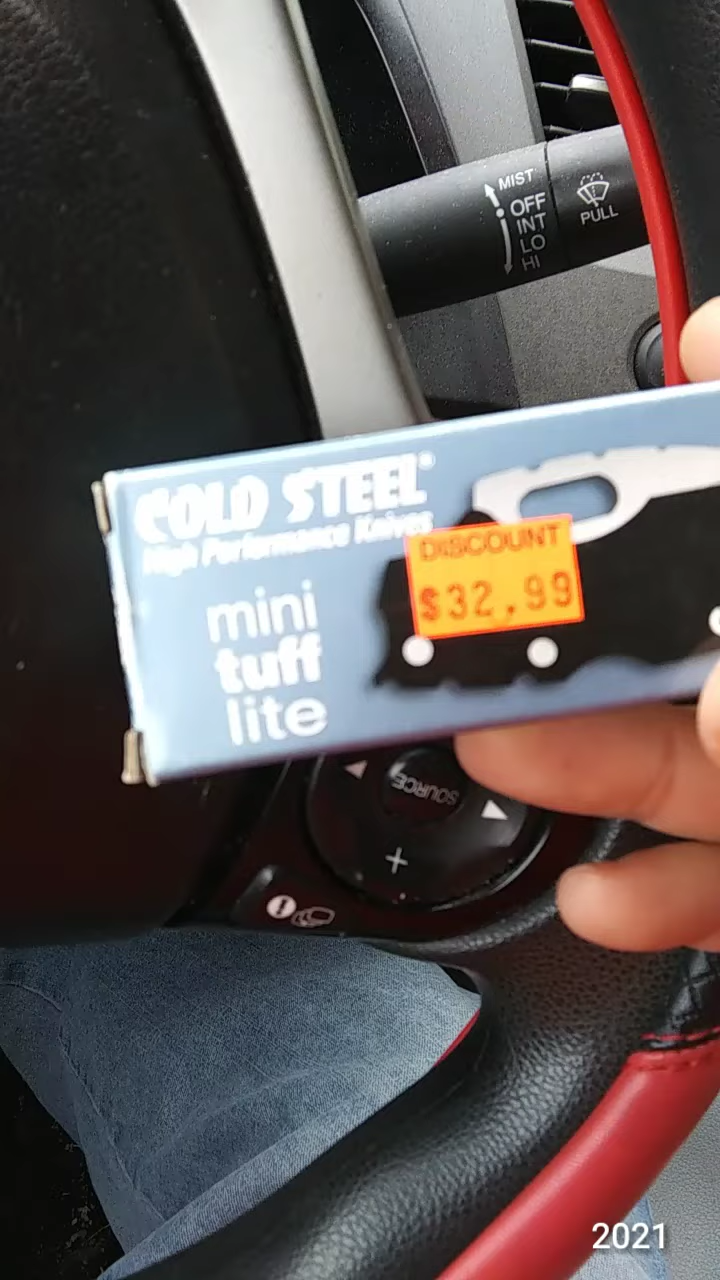 MIST
OFF
INT
LO
HI
PULL
COLD STEEL®
High Performance Knives
DISCOUNT
$32.99
mini
tuff
lite
SOURCE
+
2021